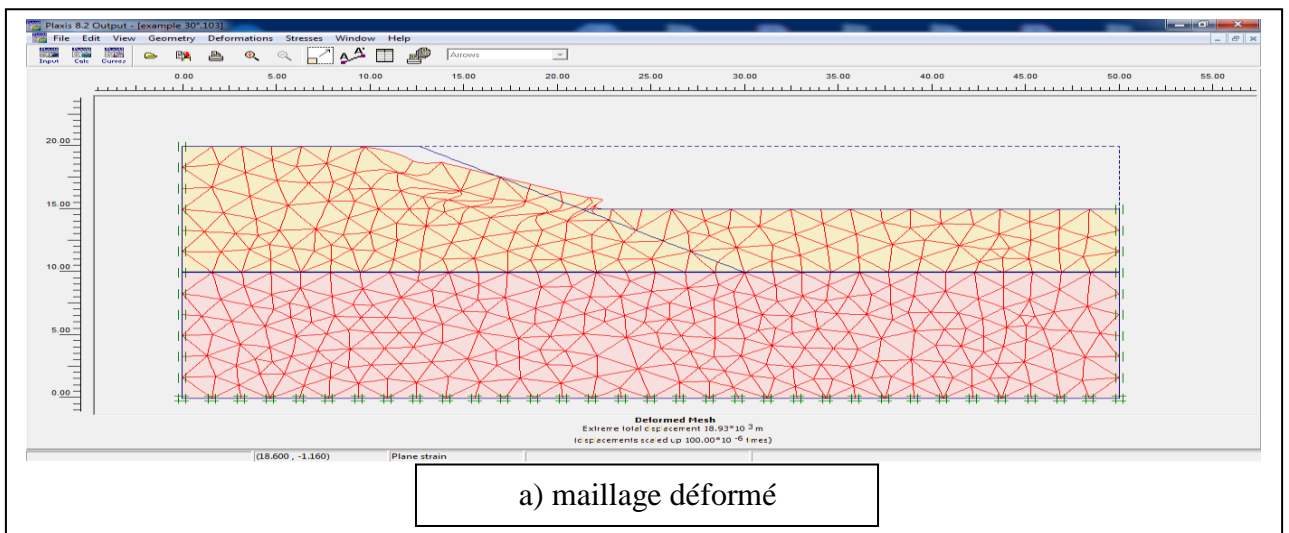 Plaxis 8.2 Output - [example 30°.103]
File Edit View Geometry Deformations Stresses Window Help
Input Calc Curves Arrows
0.00 5.00 10.00 15.00 20.00 25.00 30.00 35.00 40.00 45.00 50.00 55.00
20.00
15.00
10.00
5.00
0.00
Deformed Mesh
Extreme total displacement 18.93*10 3 m
(displacements scaled up 100.00*10 -6 times)
(18.600 , -1.160) Plane strain
a) maillage déformé